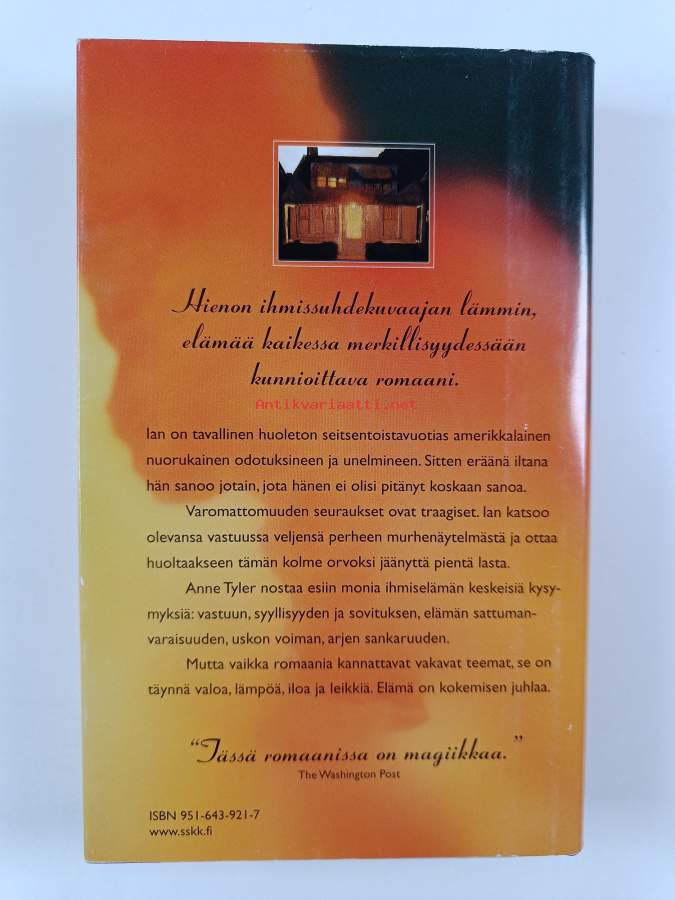 Hienon ihmissuhdekuvaajan lämmin,
elämää kaikessa merkillisyydessään
kunnioittava romaani.
Antikvariaatti.net
Ian on tavallinen huoleton seitsentoistavuotias amerikkalainen
nuorukainen odotuksineen ja unelmineen. Sitten eräänä iltana
hän sanoo jotain, jota hänen ei olisi pitänyt koskaan sanoa.
Varomattomuuden seuraukset ovat traagiset. Ian katsoo
olevansa vastuussa veljensä perheen murhenäytelmästä ja ottaa
huoltaakseen tämän kolme orvoksi jäänyttä pientä lasta.
Anne Tyler nostaa esiin monia ihmiselämän keskeisiä kysy-
myksiä: vastuun, syyllisyyden ja sovituksen, elämän sattuman-
varaisuuden, uskon voiman, arjen sankaruuden.
Mutta vaikka romaania kannattavat vakavat teemat, se on
täynnä valoa, lämpöä, iloa ja leikkiä. Elämä on kokemisen juhlaa.
“Tässä romaanissa on magiikkaa.”
The Washington Post
ISBN 951-643-921-7
www.sskk.fi